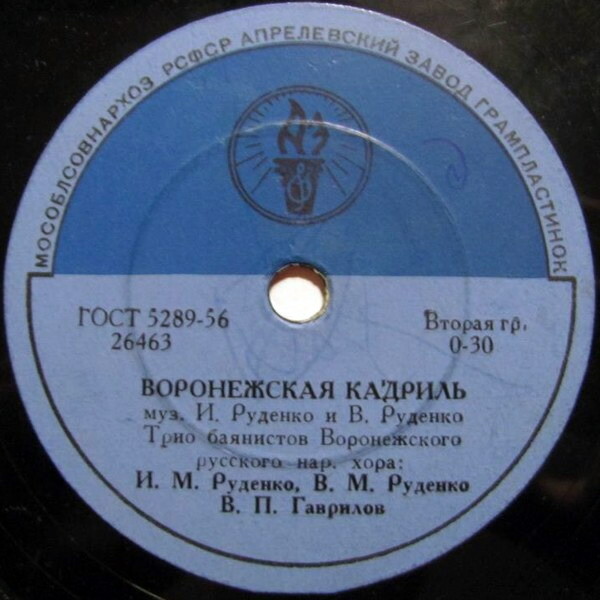 МОСОБЛСОВНАРХОЗ РСФСР АПРЕЛЕВСКИЙ ЗАВОД ГРАМПЛАСТИНОК
ГОСТ 5289-56
26463
Вторая гр.
0-30
ВОРОНЕЖСКАЯ КАДРИЛЬ
муз. И. Руденко и В. Руденко
Трио баянистов Воронежского
русского нар. хора:
И. М. Руденко, В. М. Руденко
В. П. Гаврилов